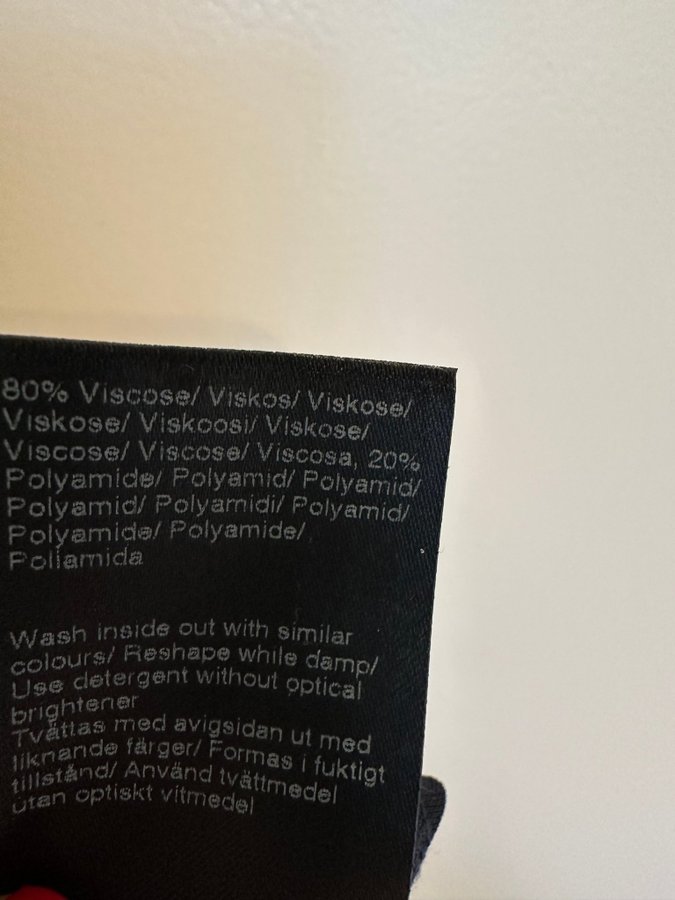 80% Viscose/ Viskos/ Viskose/
Viskose/ Viskoosi/ Viskose/
Viscose/ Viscose/ Viscosa, 20%
Polyamide/ Polyamid/ Polyamid/
Polyamid/ Polyamidi/ Polyamid/
Polyamide/ Polyamide/
Poliamida
Wash inside out with similar
colours/ Reshape while damp/
Use detergent without optical
brightener
Tvättas med avigsidan ut med
liknande färger/ Formas i fuktigt
tillstånd/ Använd tvättmedel
utan optiskt vitmedel